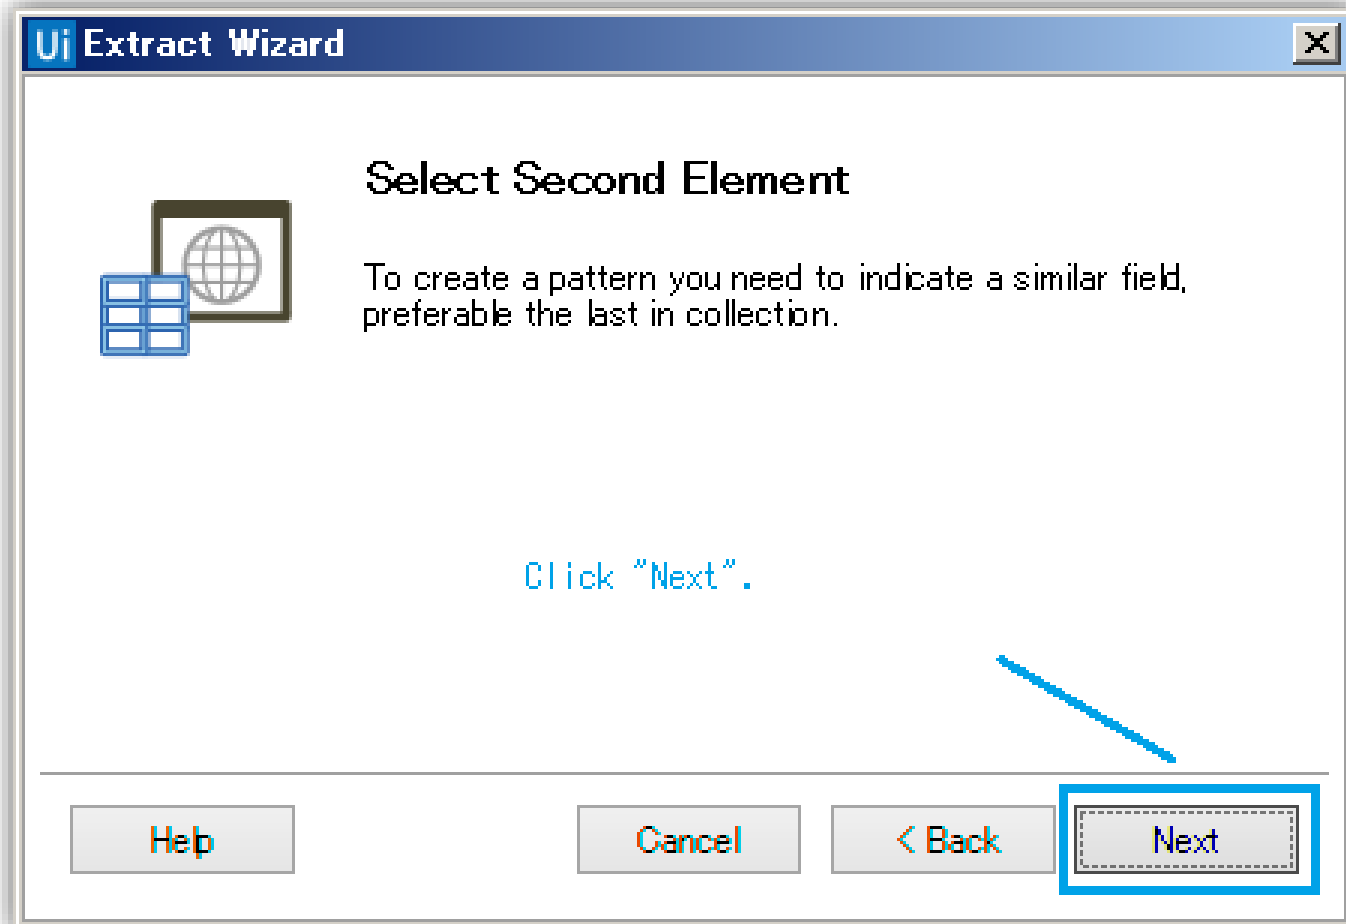 Ui Extract Wizard
Select Second Element
To create a pattern you need to indicate a similar field,
preferable the last in collection.
Click "Next".
Help
Cancel
< Back
Next